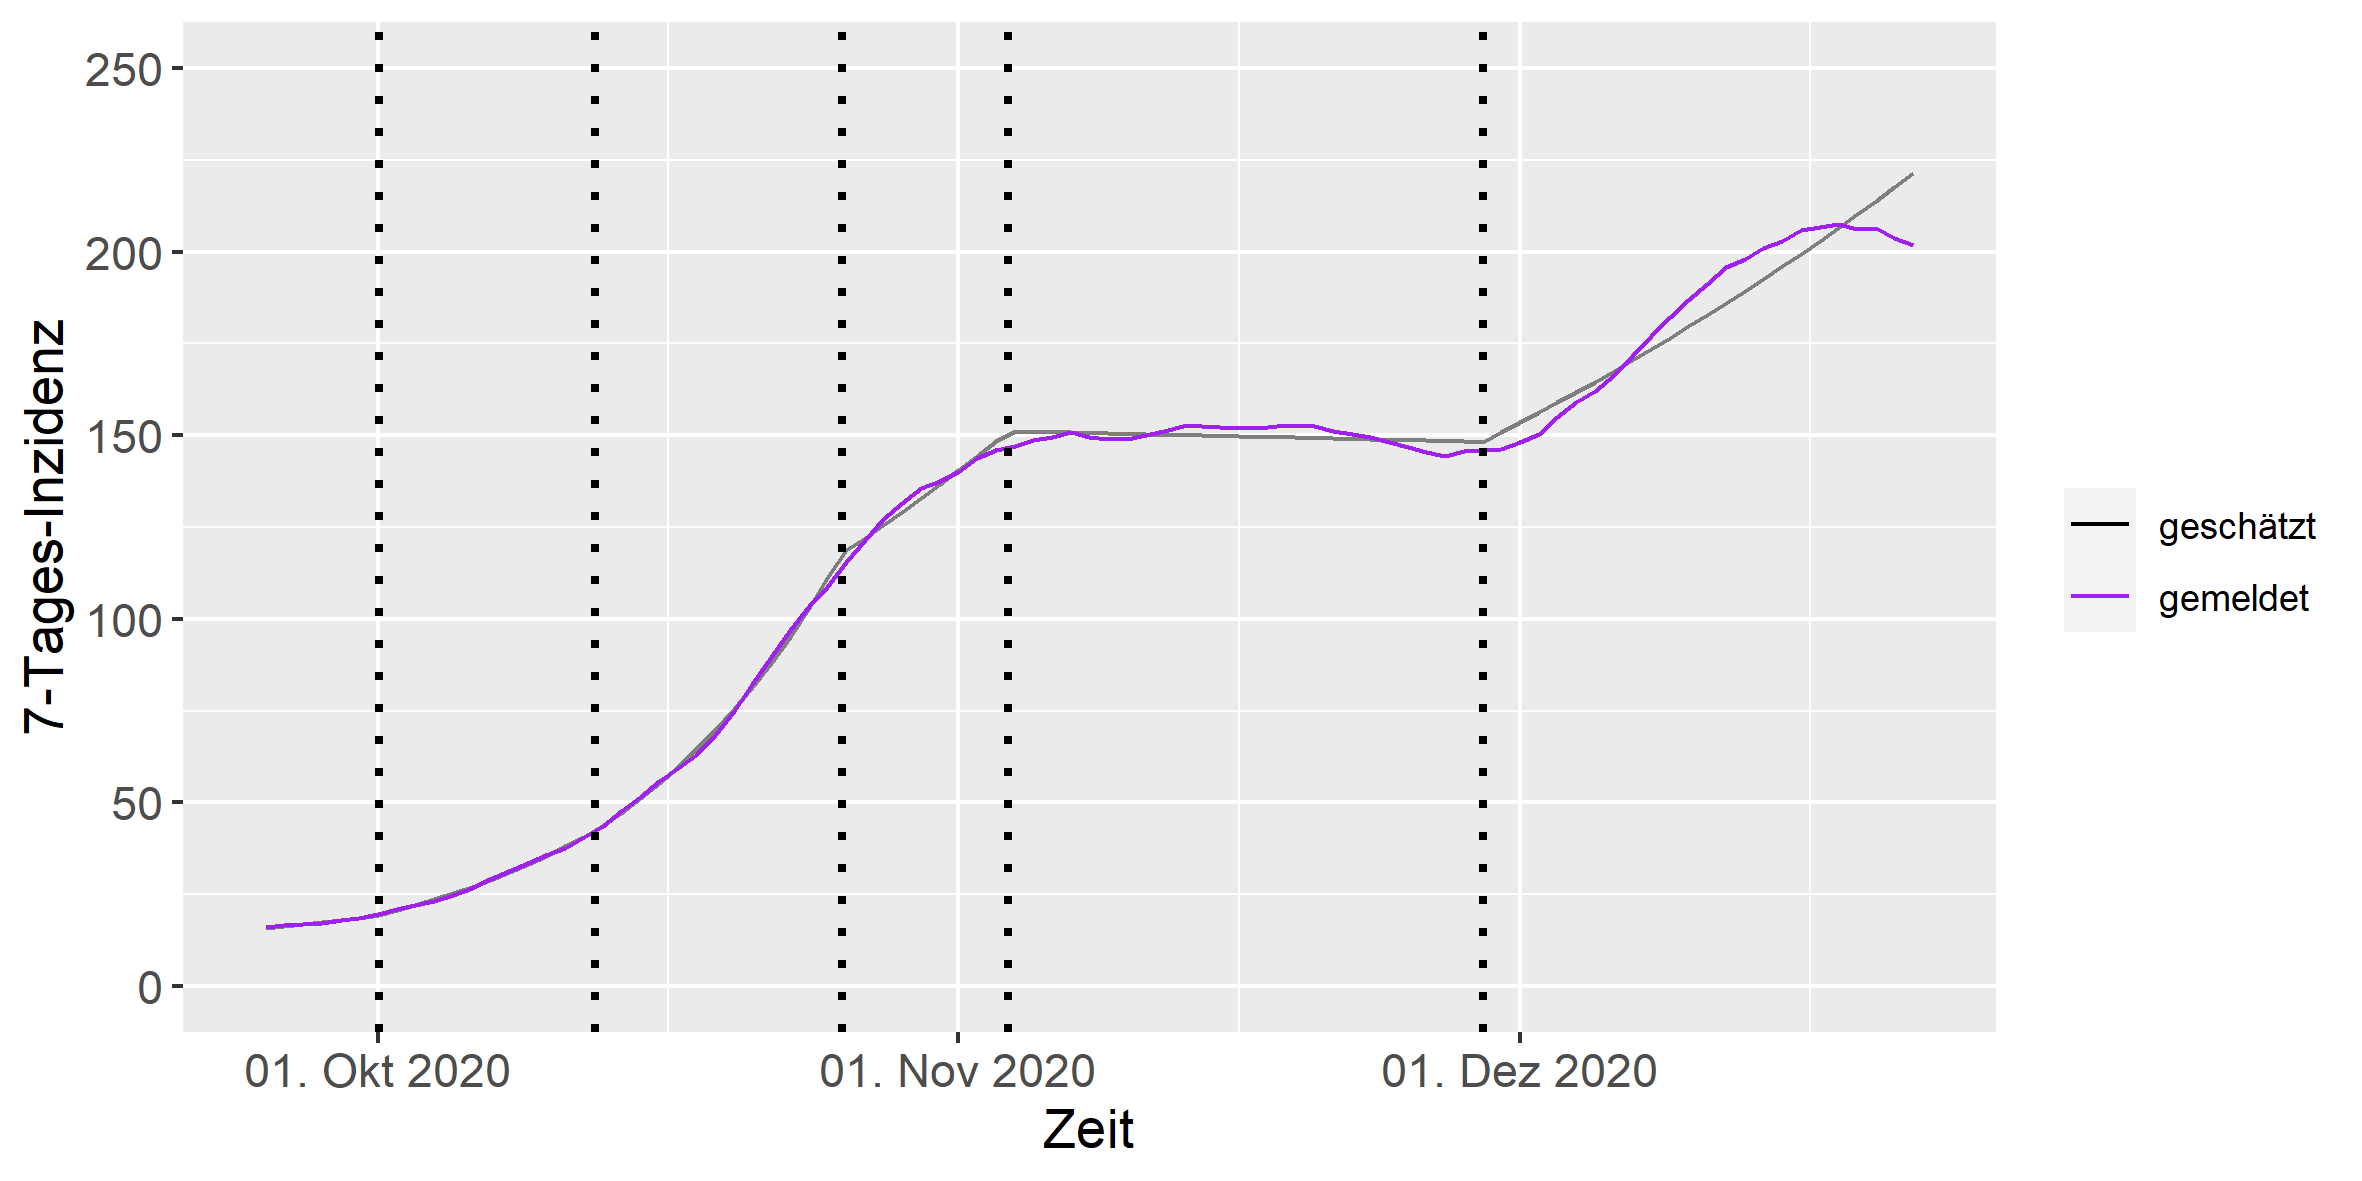 7-Tages-Inzidenz
250
200
150
100
50
0
01. Okt 2020
01. Nov 2020
01. Dez 2020
Zeit
geschätzt
gemeldet